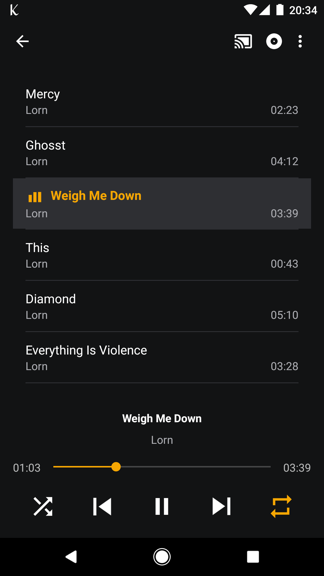 20:34
Mercy
Lorn 02:23
Ghosst
Lorn 04:12
Weigh Me Down
Lorn 03:39
This
Lorn 00:43
Diamond
Lorn 05:10
Everything Is Violence
Lorn 03:28
Weigh Me Down
Lorn
01:03 03:39